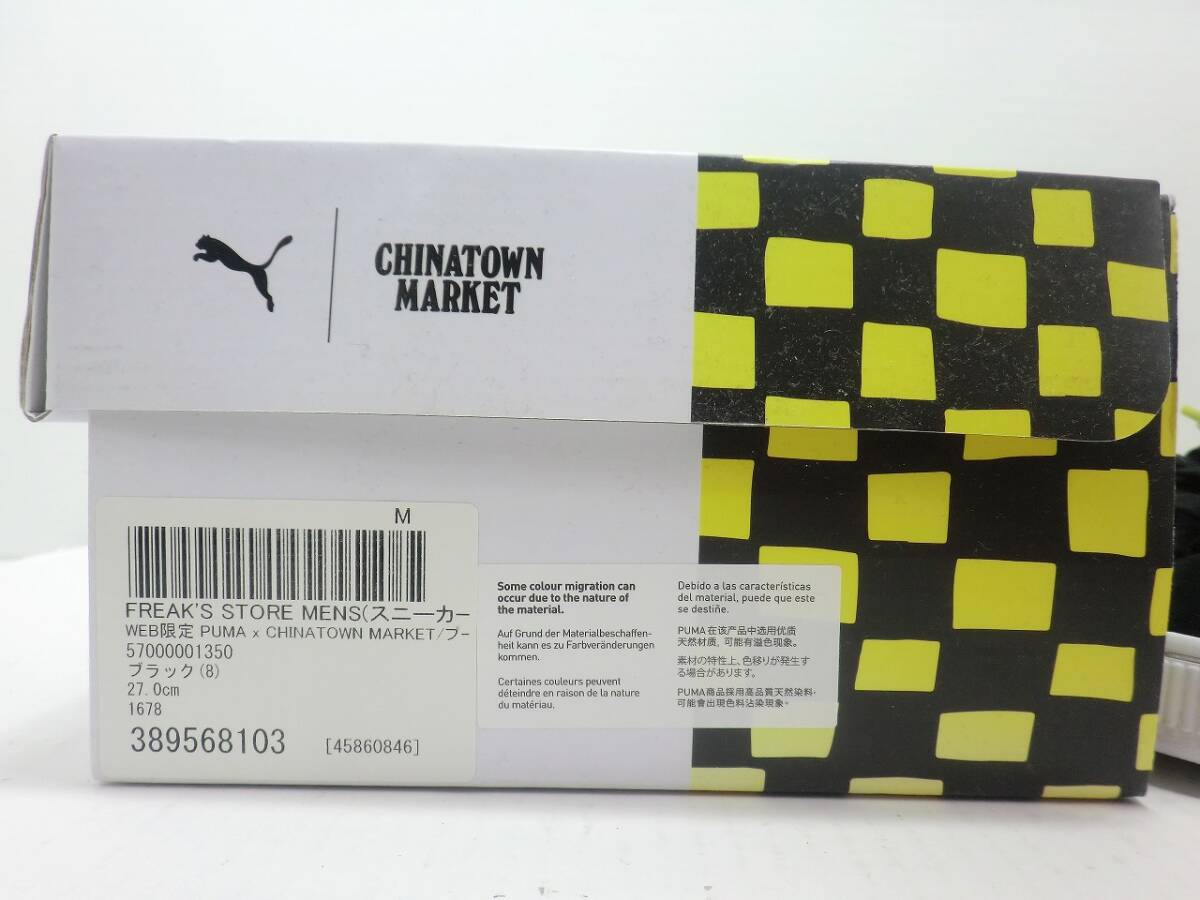 CHINATOWN
MARKET
M
FREAK'S STORE MENS(スニーカー
WEB限定 PUMA x CHINATOWN MARKET/プー
57000001350
ブラック(8)
27.0cm
1678
389568103 [45860846]
Some colour migration can
occur due to the nature of
the material.
Auf Grund der Materialbeschaffen-
heit kann es zu Farbveränderungen
kommen.
Certaines couleurs peuvent
déteindre en raison de la nature
du matériau.
Debido a las características
del material, puede que este
se destiñe.
PUMA在该产品中选用优质
天然材质, 可能有溢色现象。
素材の特性上、色移りが発生す
る場合があります。
PUMA商品採用高品質天然染料,
可能會出現色料沾染現象。